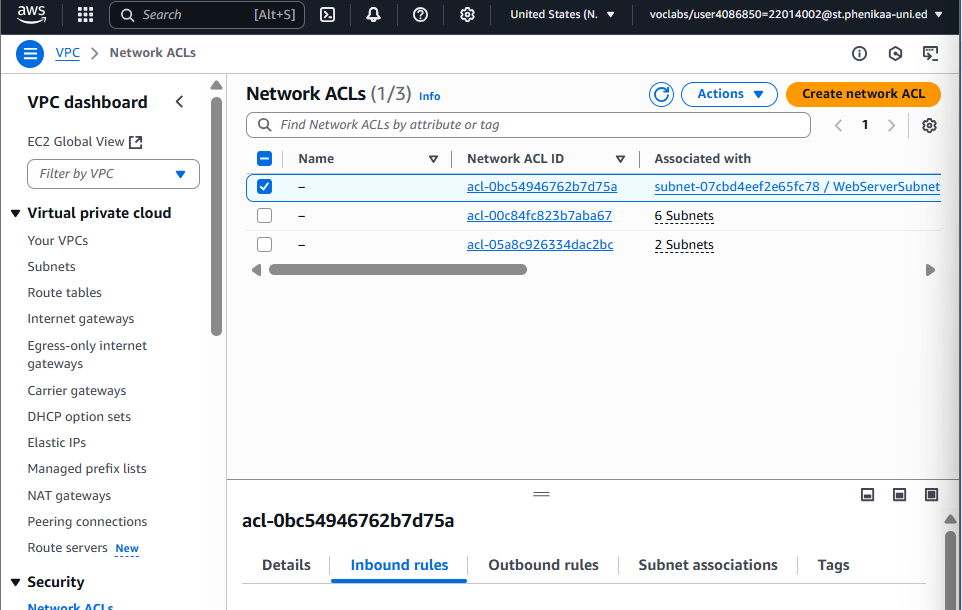 aws
Search [Alt+S] United States (N. voclabs/user4086850=22014002@st.phenikaa-uni.ed
VPC Network ACLs
VPC dashboard
EC2 Global View
Filter by VPC
Virtual private cloud
Your VPCs
Subnets
Route tables
Internet gateways
Egress-only internet
gateways
Carrier gateways
DHCP option sets
Elastic IPs
Managed prefix lists
NAT gateways
Peering connections
Route servers New
Security
Network ACLs
Network ACLs (1/3) Info
Actions
Create network ACL
Find Network ACLs by attribute or tag
1
Name Network ACL ID Associated with
– acl-0bc54946762b7d75a subnet-07cbd4eef2e65fc78 / WebServerSubnet
– acl-00c84fc823b7aba67 6 Subnets
– acl-05a8c926334dac2bc 2 Subnets
acl-0bc54946762b7d75a
Details Inbound rules Outbound rules Subnet associations Tags